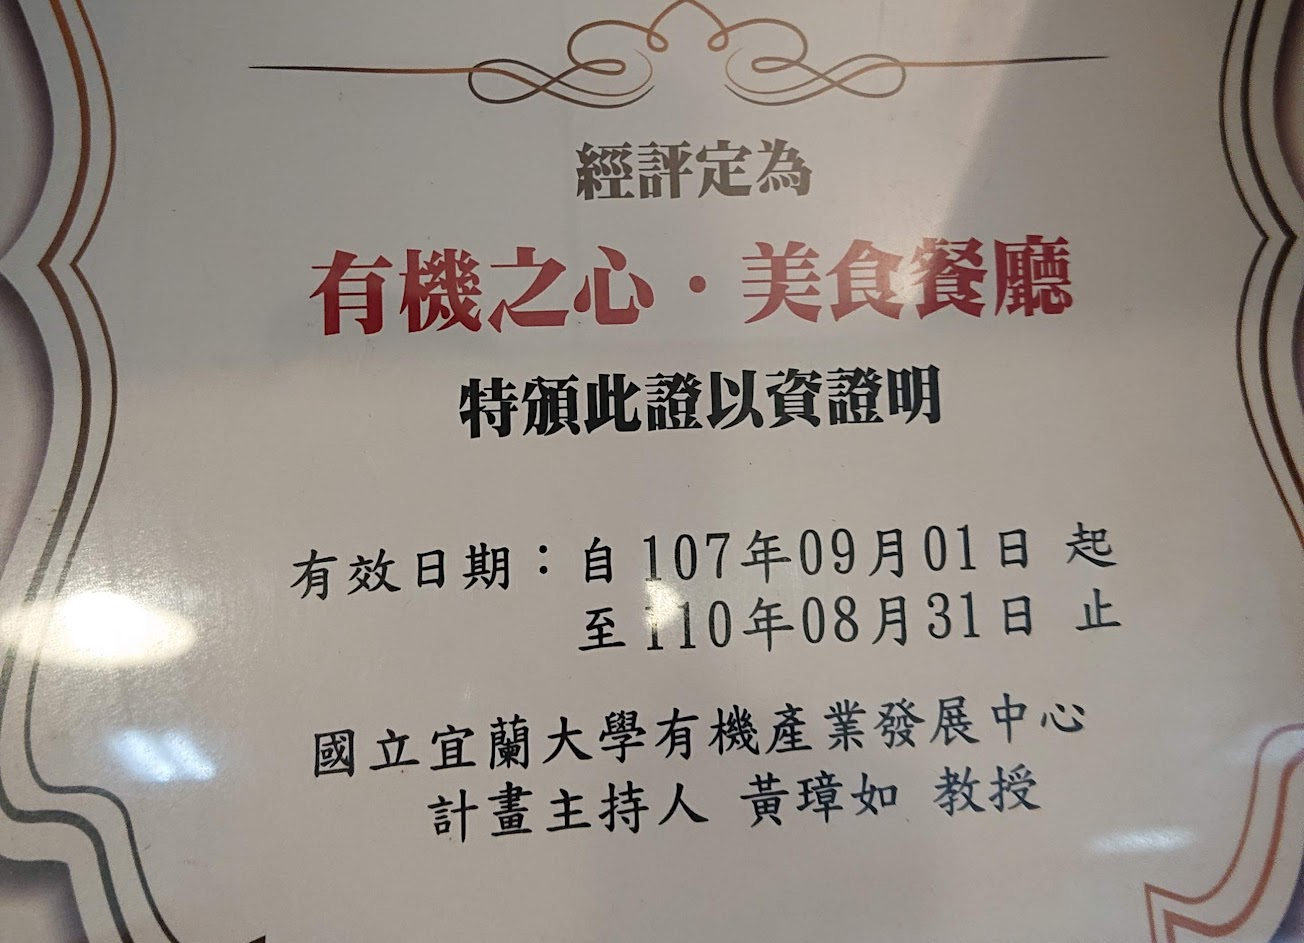 經評定為
有機之心·美食餐廳
特頒此證以資證明
有效日期：自107年09月01日 起
至110年08月31日 止
國立宜蘭大學有機產業發展中心
計畫主持人 黃璋如 教授